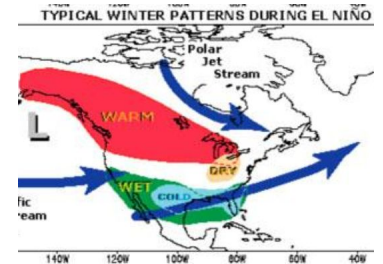 TYPICAL WINTER PATTERNS DURING EL NIÑO
Polar
Jet
Stream
WARM
L
DRY
WET
COLD
fic
ream
140W 120W 100W 80W 60W 40W